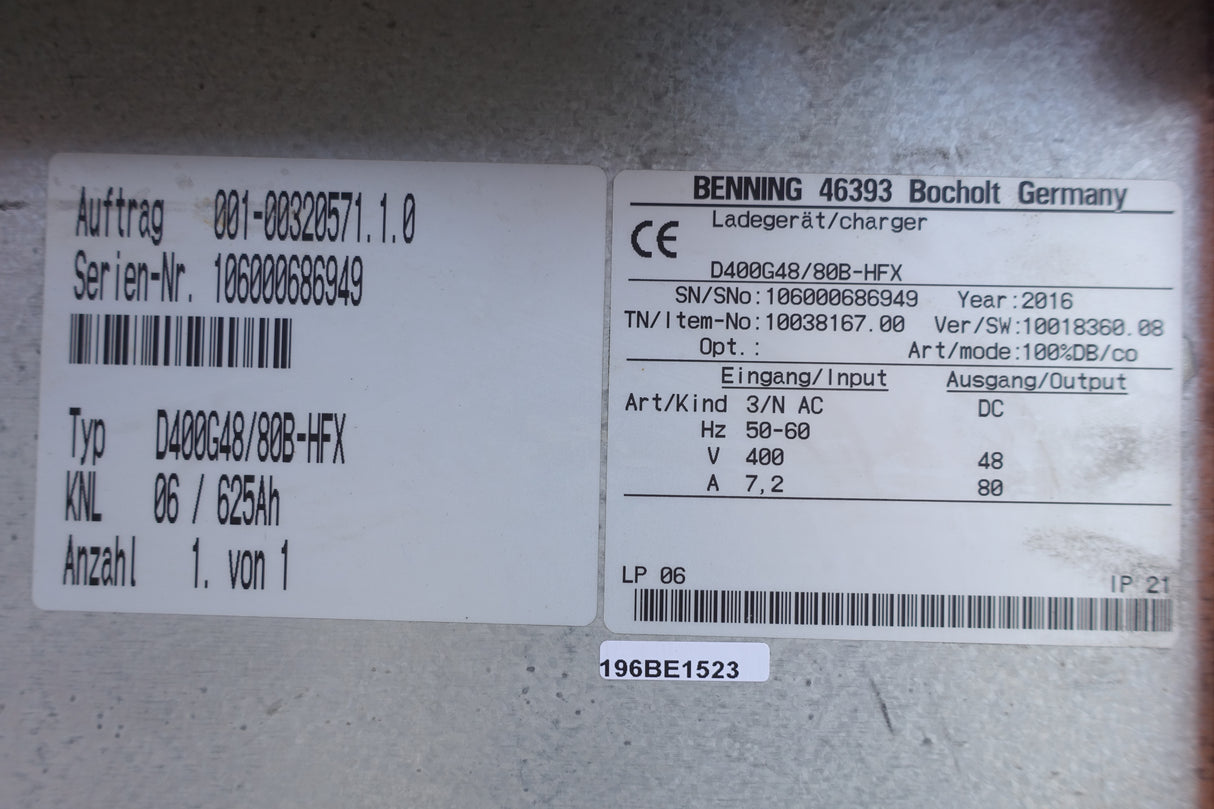 Auftrag 001-00320571.1.0
Serien-Nr. 106000686949
Typ D400G48/80B-HFX
KNL 06 / 625Ah
Anzahl 1. von 1
BENNING 46393 Bocholt Germany
CE Ladegerät/charger
D400G48/80B-HFX
SN/SNo:106000686949 Year:2016
TN/Item-No:10038167.00 Ver/SW:10018360.08
Opt.: Art/mode:100%DB/co
Eingang/Input Ausgang/Output
Art/Kind 3/N AC DC
Hz 50-60
V 400 48
A 7,2 80
LP 06 IP 21
196BE1523